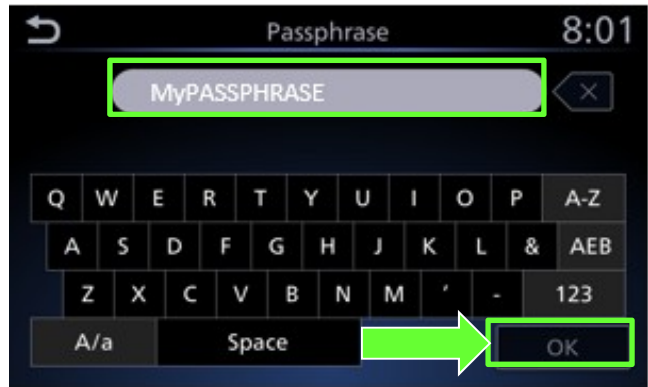 Passphrase 8:01
MyPASSPHRASE
Q W E R T Y U I O P A-Z
A S D F G H J K L & AEB
Z X C V B N M ' - 123
A/a Space OK